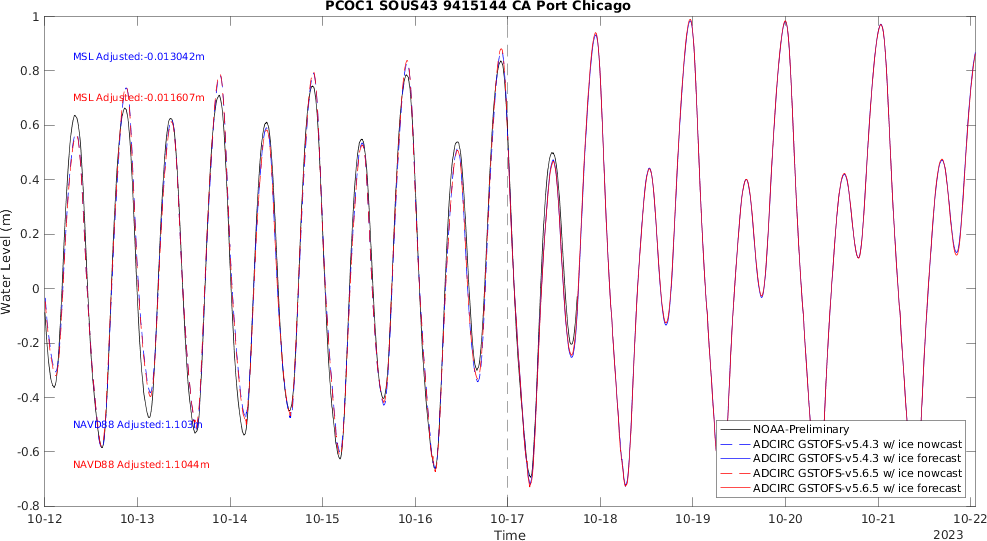 PCOC1 SOUS43 9415144 CA Port Chicago
Water Level (m)
1
0.8
0.6
0.4
0.2
0
-0.2
-0.4
-0.6
-0.8
MSL Adjusted:-0.013042m
MSL Adjusted:-0.011607m
NAVD88 Adjusted:1.103m
NAVD88 Adjusted:1.1044m
NOAA-Preliminary
ADCIRC GSTOFS-v5.4.3 w/ ice nowcast
ADCIRC GSTOFS-v5.4.3 w/ ice forecast
ADCIRC GSTOFS-v5.6.5 w/ ice nowcast
ADCIRC GSTOFS-v5.6.5 w/ ice forecast
10-12 10-13 10-14 10-15 10-16 10-17 10-18 10-19 10-20 10-21 10-22
Time
2023